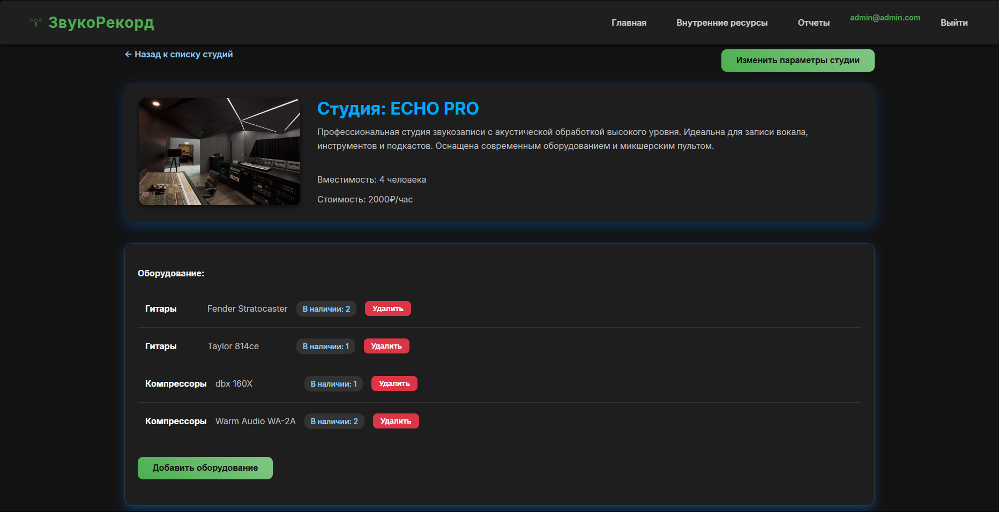 ЗвукоРекорд
Главная
Внутренние ресурсы
Отчеты
admin@admin.com
Выйти
← Назад к списку студий
Изменить параметры студии
Студия: ECHO PRO
Профессиональная студия звукозаписи с акустической обработкой высокого уровня. Идеальна для записи вокала,
инструментов и подкастов. Оснащена современным оборудованием и микшерским пультом.
Вместимость: 4 человека
Стоимость: 2000₽/час
Оборудование:
Гитары Fender Stratocaster В наличии: 2 Удалить
Гитары Taylor 814ce В наличии: 1 Удалить
Компрессоры dbx 160X В наличии: 1 Удалить
Компрессоры Warm Audio WA-2A В наличии: 2 Удалить
Добавить оборудование